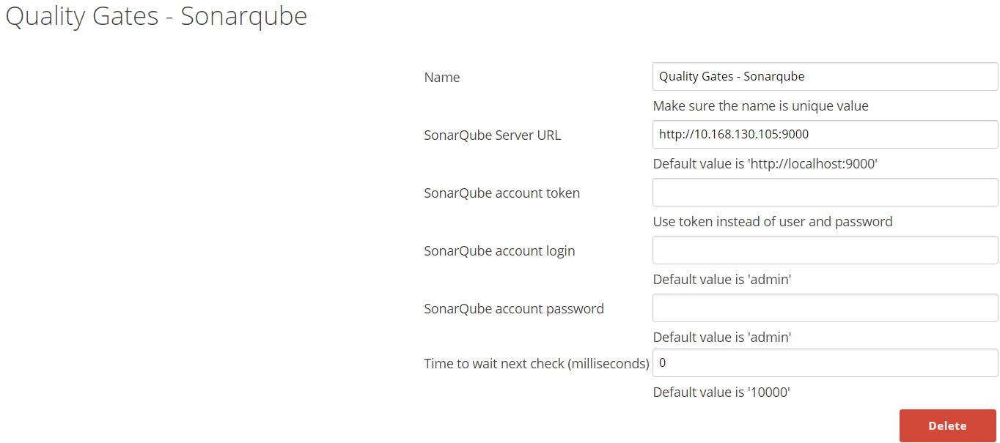 Quality Gates - Sonarqube
Name
Quality Gates - Sonarqube
Make sure the name is unique value
SonarQube Server URL
http://10.168.130.105:9000
Default value is 'http://localhost:9000'
SonarQube account token
Use token instead of user and password
SonarQube account login
Default value is 'admin'
SonarQube account password
Default value is 'admin'
Time to wait next check (milliseconds)
0
Default value is '10000'
Delete